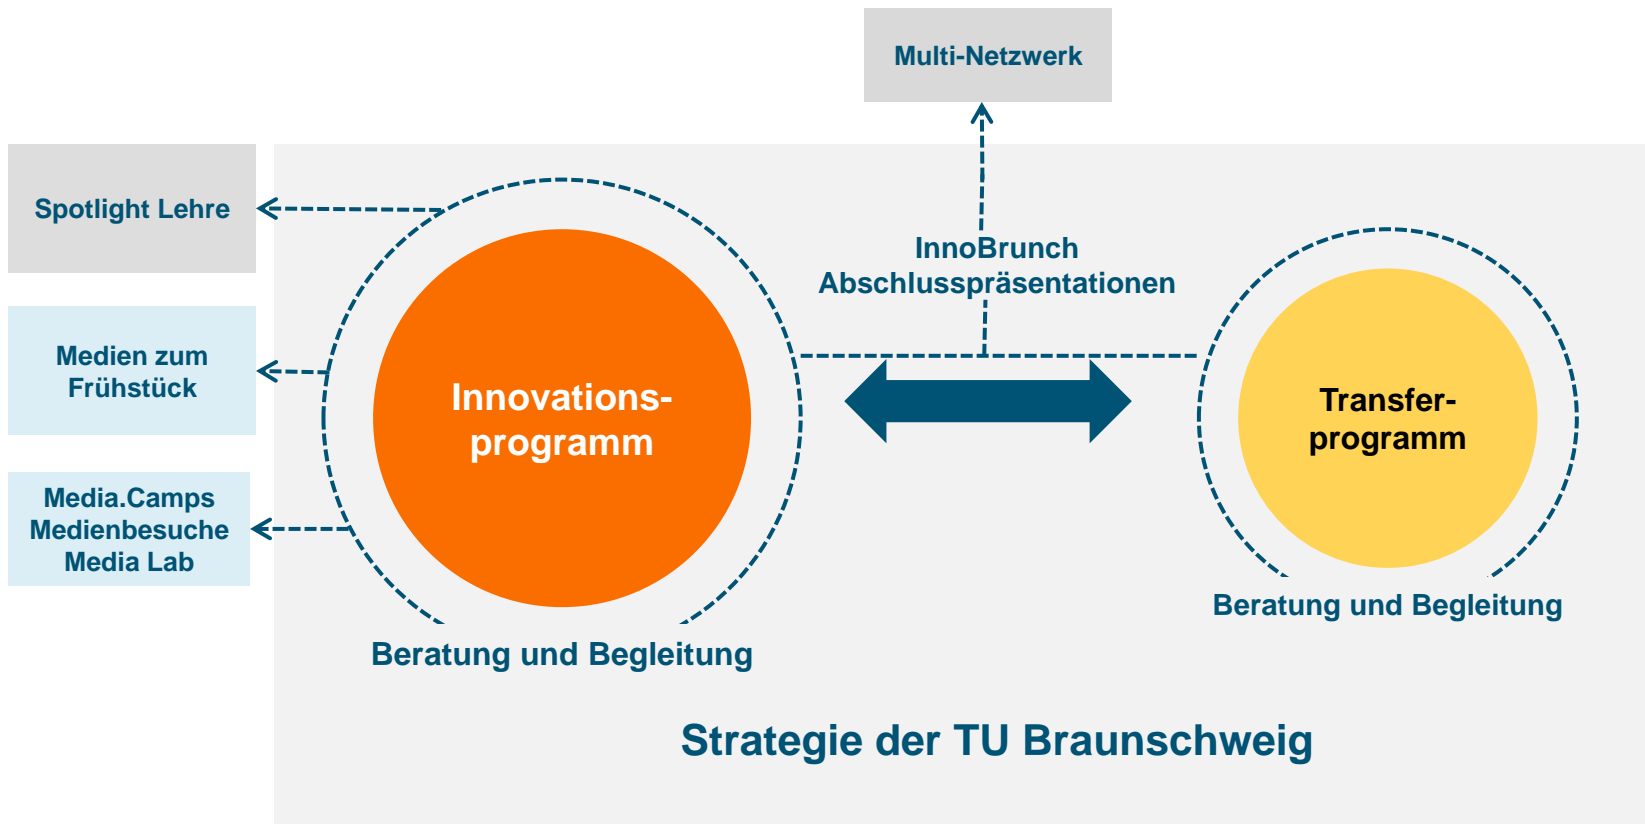 Multi-Netzwerk
Spotlight Lehre
InnoBrunch
Abschlusspräsentationen
Medien zum
Frühstück
Innovations-
programm
Transfer-
programm
Media.Camps
Medienbesuche
Media Lab
Beratung und Begleitung
Beratung und Begleitung
Strategie der TU Braunschweig